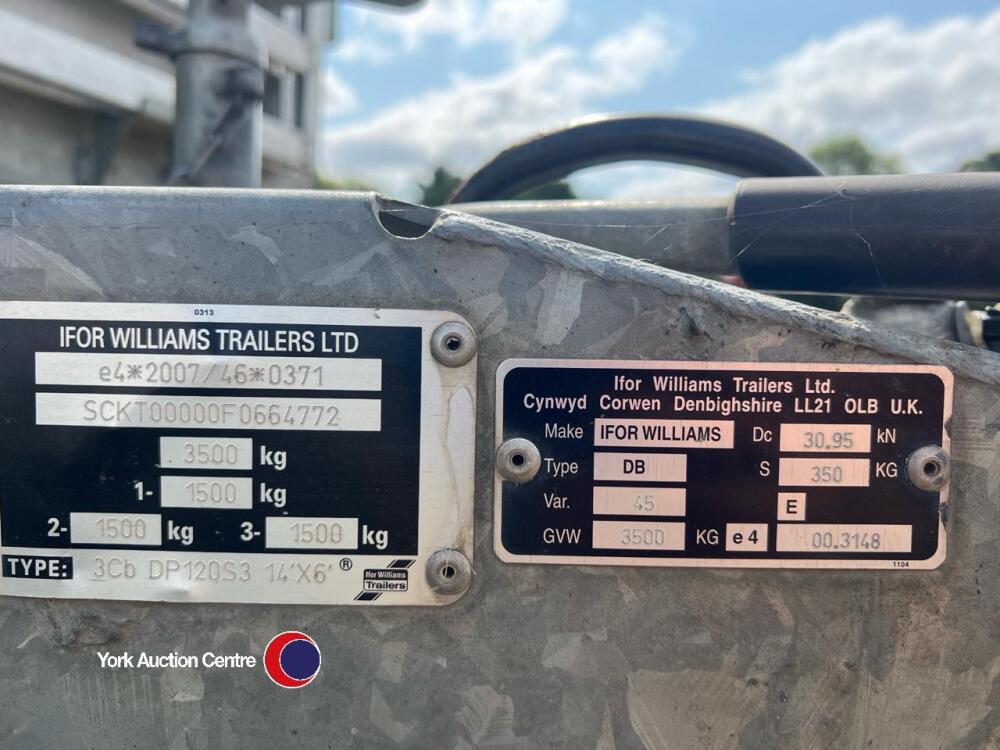 0313
IFOR WILLIAMS TRAILERS LTD
e4*2007/46*0371
SCKT00000F0664772
3500 kg
1- 1500 kg
2- 1500 kg 3- 1500 kg
TYPE: 3Cb DP120S3 14'X6' ®
Ifor Williams
Trailers
Ifor Williams Trailers Ltd.
Cynwyd Corwen Denbighshire LL21 OLB U.K.
Make IFOR WILLIAMS Dc 30.95 kN
Type DB S 350 KG
Var. 45 E
GVW 3500 KG e4 00.3148
1104
York Auction Centre